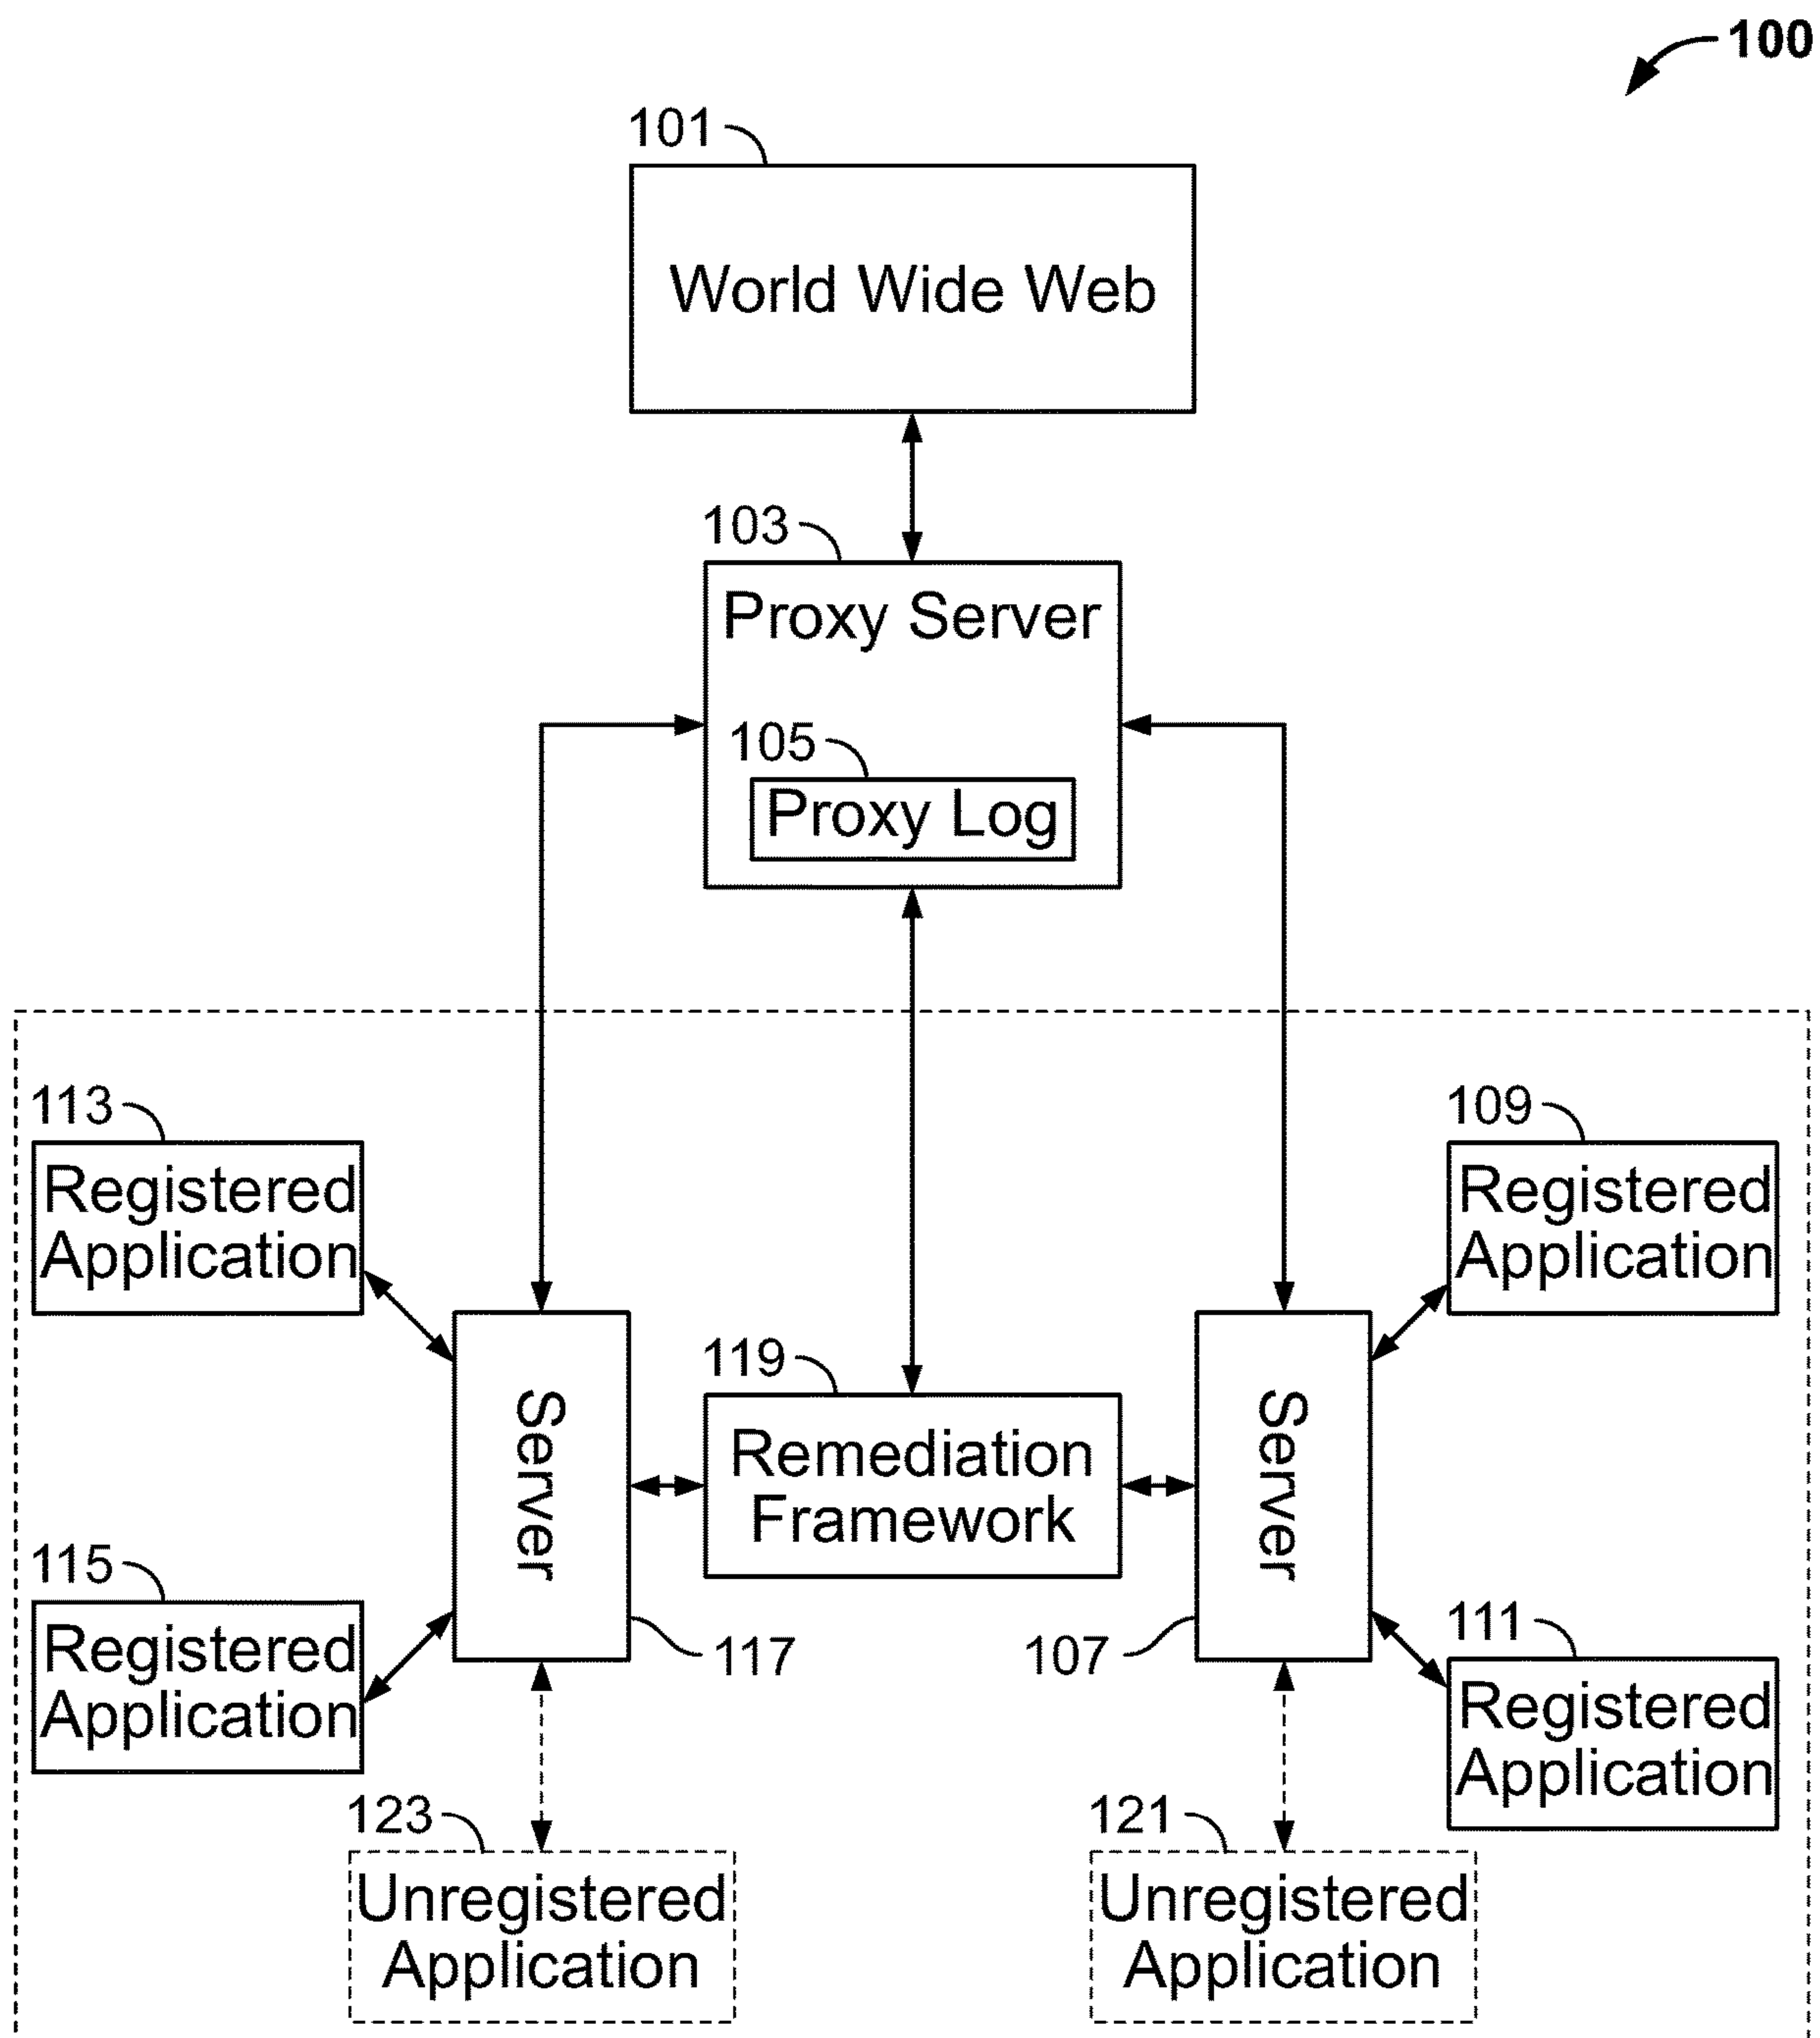 100
101
World Wide Web
103
Proxy Server
105
Proxy Log
113
Registered
Application
109
Registered
Application
Server
119
Remediation
Framework
Server
115
Registered
Application
117
107
111
Registered
Application
123
Unregistered
Application
121
Unregistered
Application